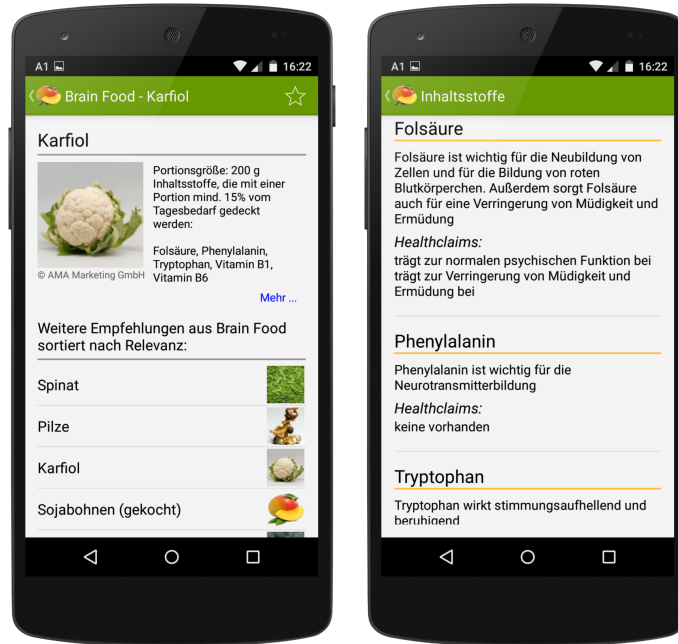 A1 16:22
Brain Food - Karfiol
Karfiol
Portionsgröße: 200 g
Inhaltsstoffe, die mit einer
Portion mind. 15% vom
Tagesbedarf gedeckt
werden:
Folsäure, Phenylalanin,
Tryptophan, Vitamin B1,
Vitamin B6
© AMA Marketing GmbH
Mehr ...
Weitere Empfehlungen aus Brain Food
sortiert nach Relevanz:
Spinat
Pilze
Karfiol
Sojabohnen (gekocht)
A1 16:22
Inhaltsstoffe
Folsäure
Folsäure ist wichtig für die Neubildung von
Zellen und für die Bildung von roten
Blutkörperchen. Außerdem sorgt Folsäure
auch für eine Verringerung von Müdigkeit und
Ermüdung
Healthclaims:
trägt zur normalen psychischen Funktion bei
trägt zur Verringerung von Müdigkeit und
Ermüdung bei
Phenylalanin
Phenylalanin ist wichtig für die
Neurotransmitterbildung
Healthclaims:
keine vorhanden
Tryptophan
Tryptophan wirkt stimmungsaufhellend und
beruhigend